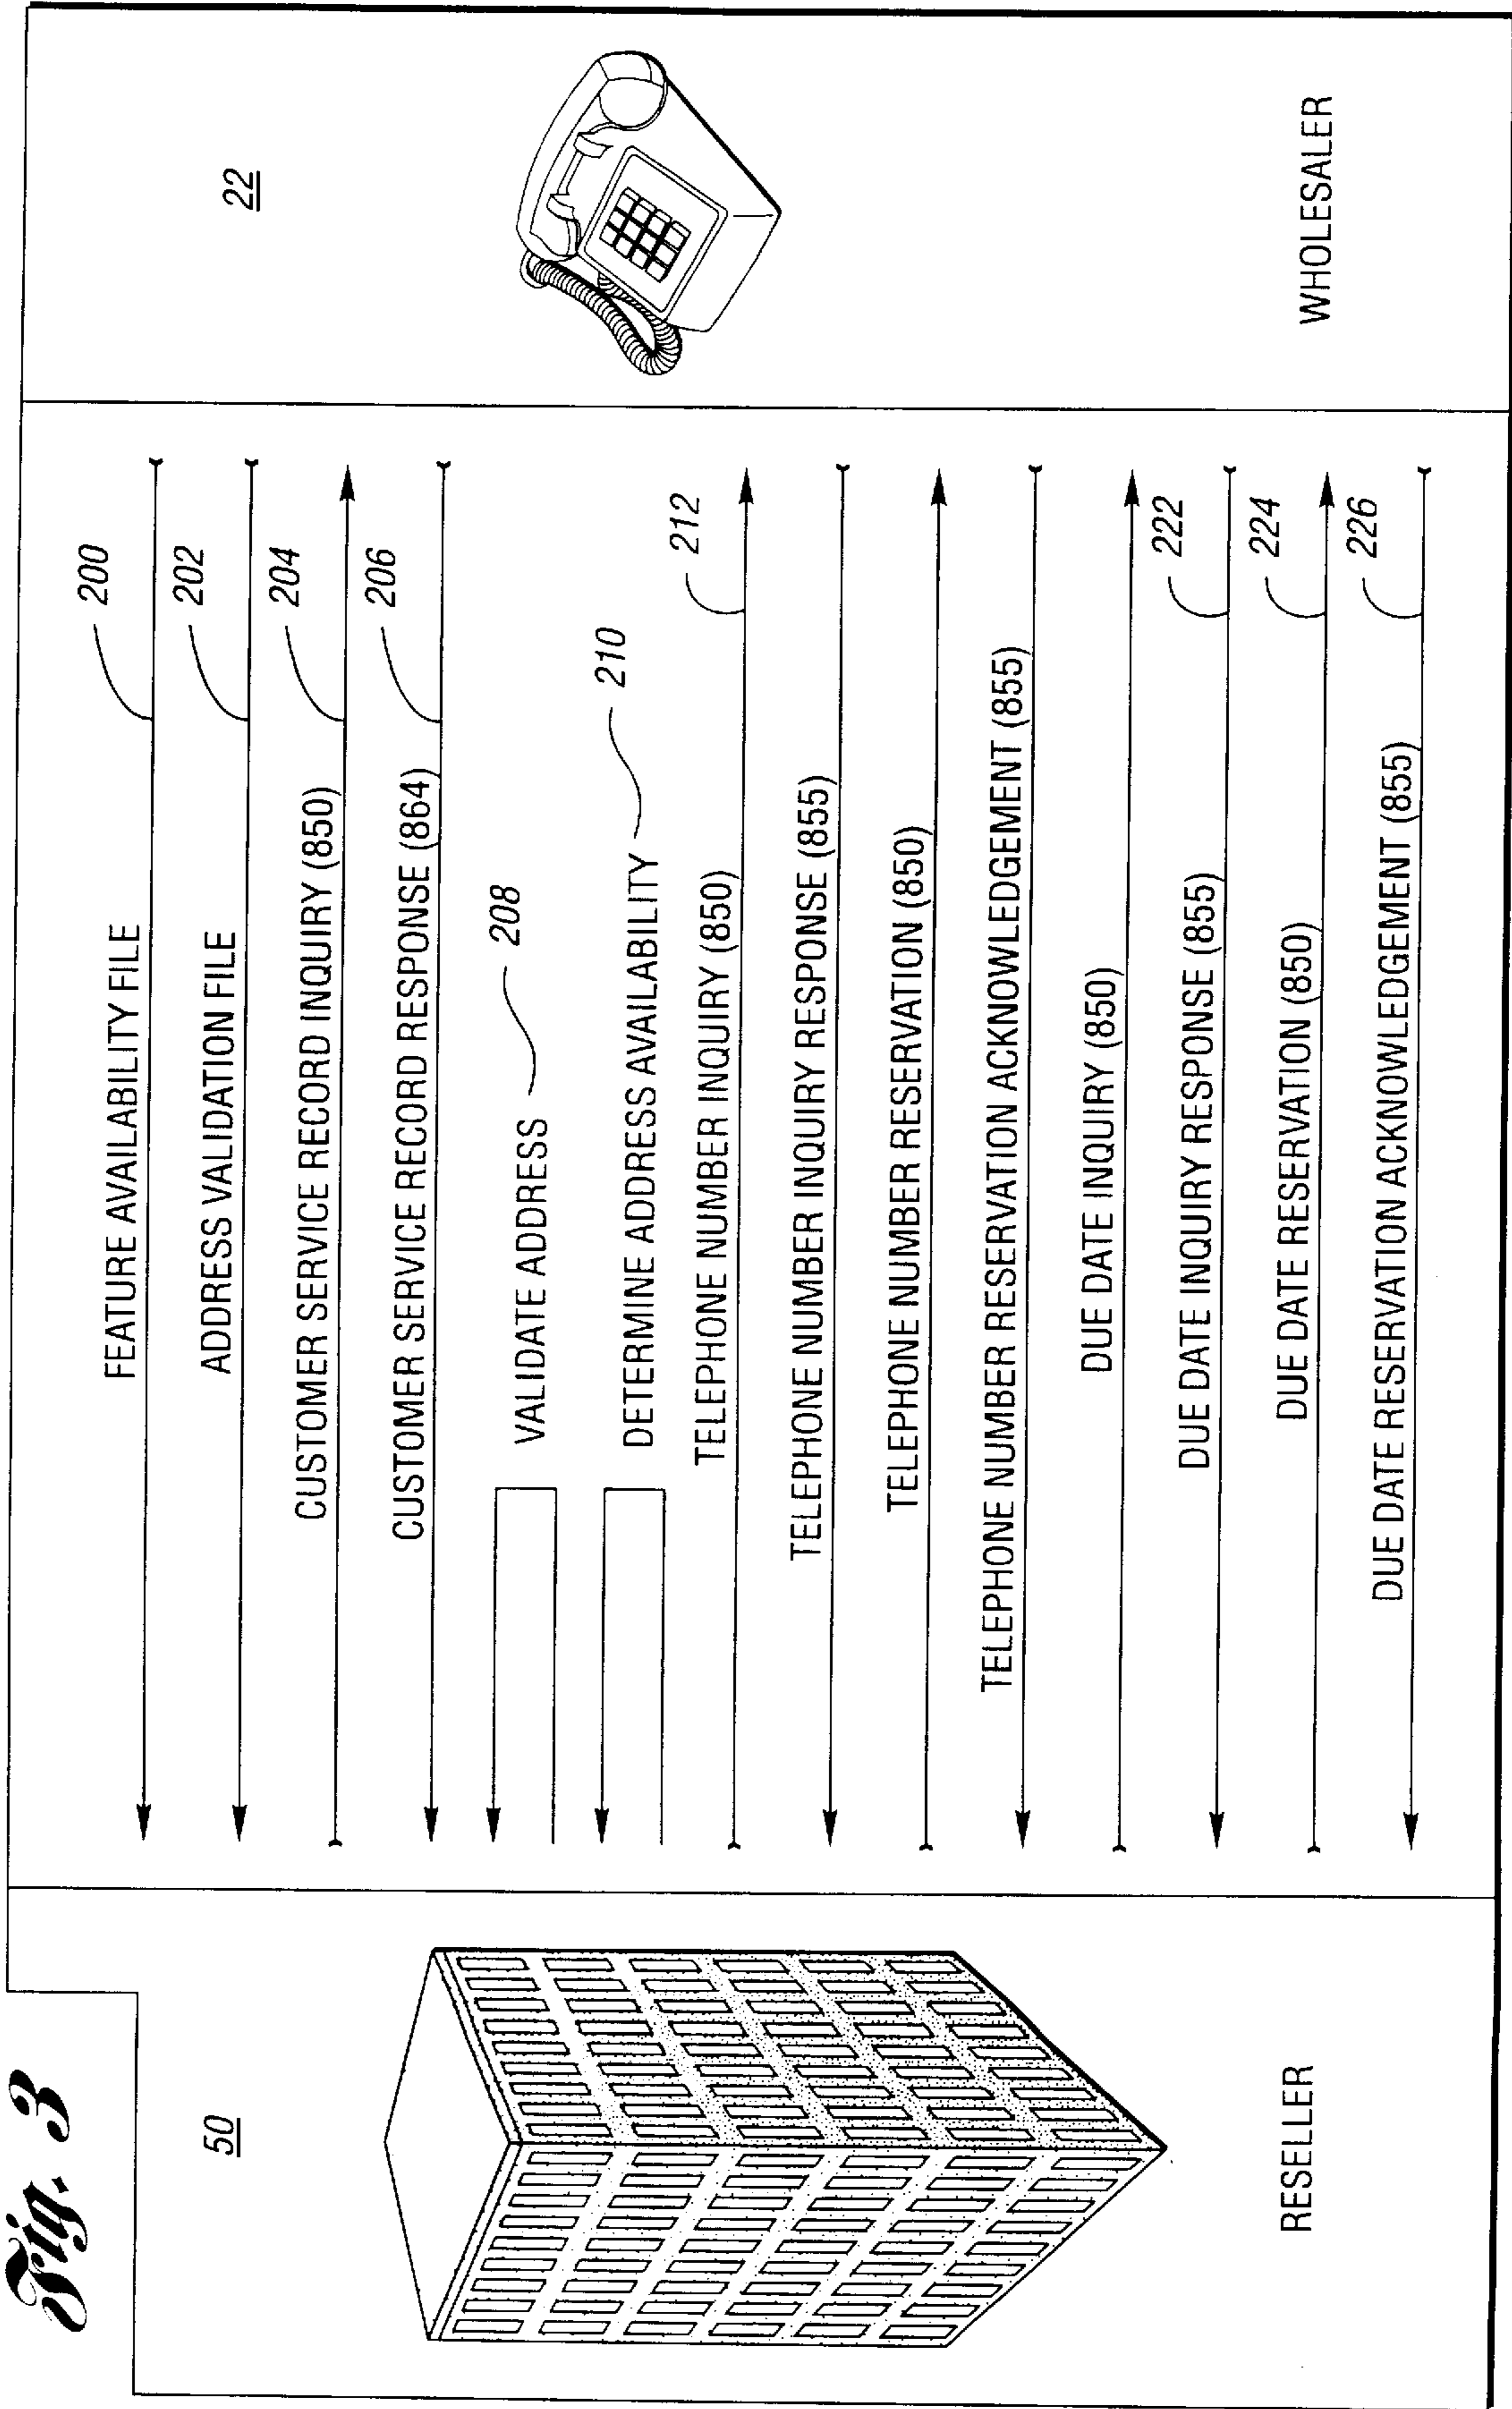 Fig. 3
50
RESELLER
22
WHOLESALER
FEATURE AVAILABILITY FILE
200
ADDRESS VALIDATION FILE
202
CUSTOMER SERVICE RECORD INQUIRY (850)
204
CUSTOMER SERVICE RECORD RESPONSE (864)
206
VALIDATE ADDRESS
208
DETERMINE ADDRESS AVAILABILITY
210
TELEPHONE NUMBER INQUIRY (850)
212
TELEPHONE NUMBER INQUIRY RESPONSE (855)
TELEPHONE NUMBER RESERVATION (850)
TELEPHONE NUMBER RESERVATION ACKNOWLEDGEMENT (855)
DUE DATE INQUIRY (850)
DUE DATE INQUIRY RESPONSE (855)
222
DUE DATE RESERVATION (850)
224
DUE DATE RESERVATION ACKNOWLEDGEMENT (855)
226